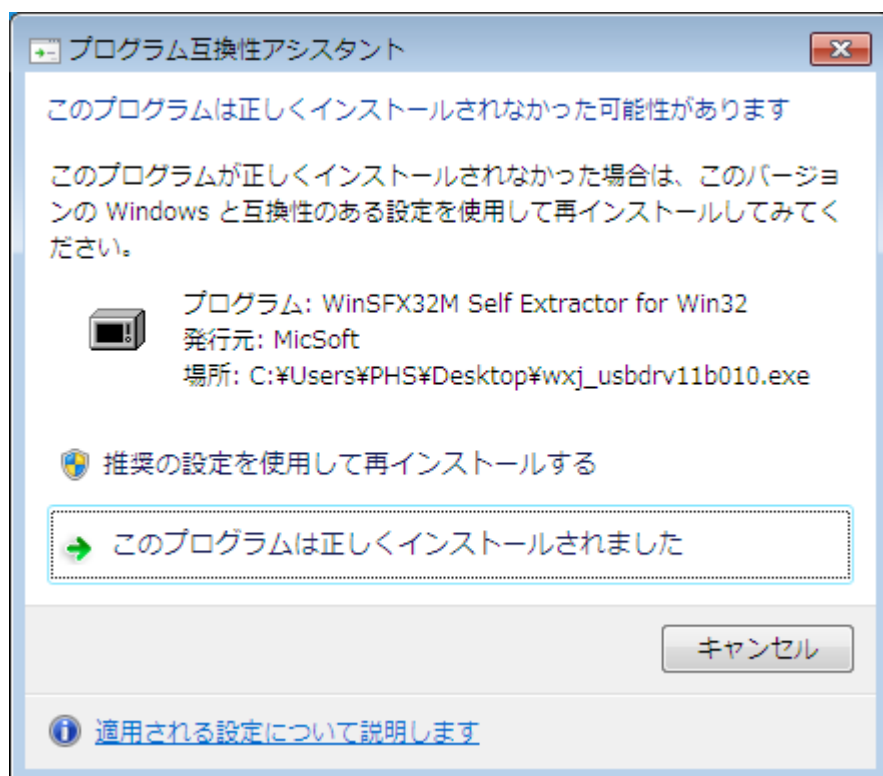 プログラム互換性アシスタント
このプログラムは正しくインストールされなかった可能性があります
このプログラムが正しくインストールされなかった場合は、このバージョ
ンの Windows と互換性のある設定を使用して再インストールしてみてく
ださい。
プログラム: WinSFX32M Self Extractor for Win32
発行元: MicSoft
場所: C:¥Users¥PHS¥Desktop¥wxj_usbdrv11b010.exe
推奨の設定を使用して再インストールする
このプログラムは正しくインストールされました
キャンセル
適用される設定について説明します